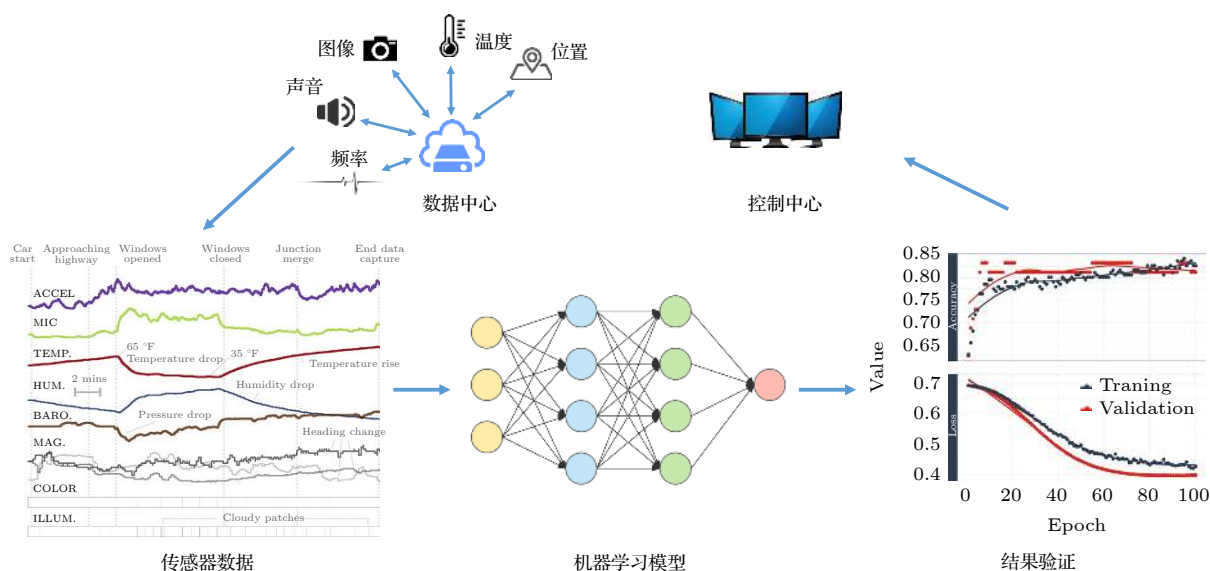 图像
温度
位置
声音
频率
数据中心
控制中心
Car start
Approaching highway
Windows opened
Windows closed
Junction merge
End data capture
ACCEL
MIC
TEMP.
65 °F
Temperature drop
35 °F
Temperature rise
HUM.
2 mins
Humidity drop
BARO.
Pressure drop
MAG.
Heading change
COLOR
ILLUM.
Cloudy patches
传感器数据
机器学习模型
Value
Accuracy
0.85
0.80
0.75
0.70
0.65
Loss
0.7
0.6
0.5
0.4
Traning
Validation
0 20 40 60 80 100
Epoch
结果验证